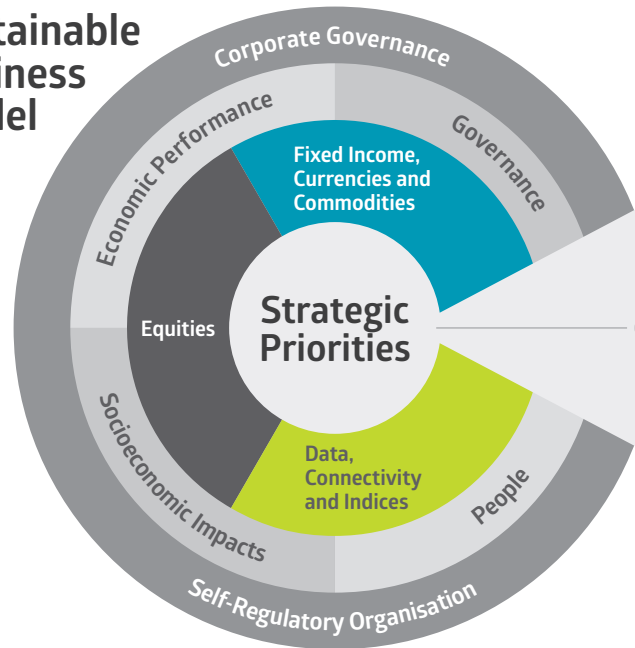 tainable
iness
del
Corporate Governance
Economic Performance
Governance
Fixed Income,
Currencies and
Commodities
Equities
Strategic
Priorities
Data,
Connectivity
and Indices
Socioeconomic Impacts
People
Self-Regulatory Organisation